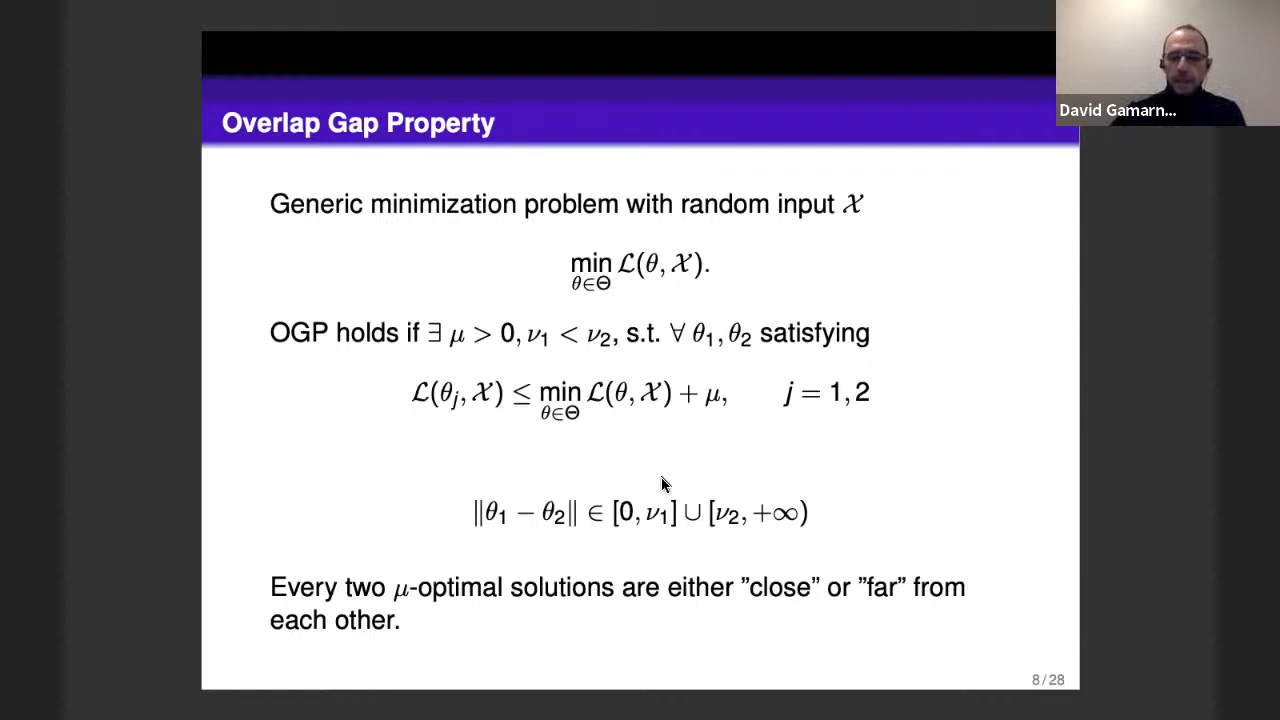 David Gamarn...
Overlap Gap Property
Generic minimization problem with random input 𝒳
min ℒ(θ, 𝒳).
θ∈Θ
OGP holds if ∃ μ > 0, ν₁ < ν₂, s.t. ∀ θ₁, θ₂ satisfying
ℒ(θⱼ, 𝒳) ≤ min ℒ(θ, 𝒳) + μ, j = 1, 2
θ∈Θ
‖θ₁ − θ₂‖ ∈ [0, ν₁] ∪ [ν₂, +∞)
Every two μ-optimal solutions are either ”close” or ”far” from
each other.
8 / 28